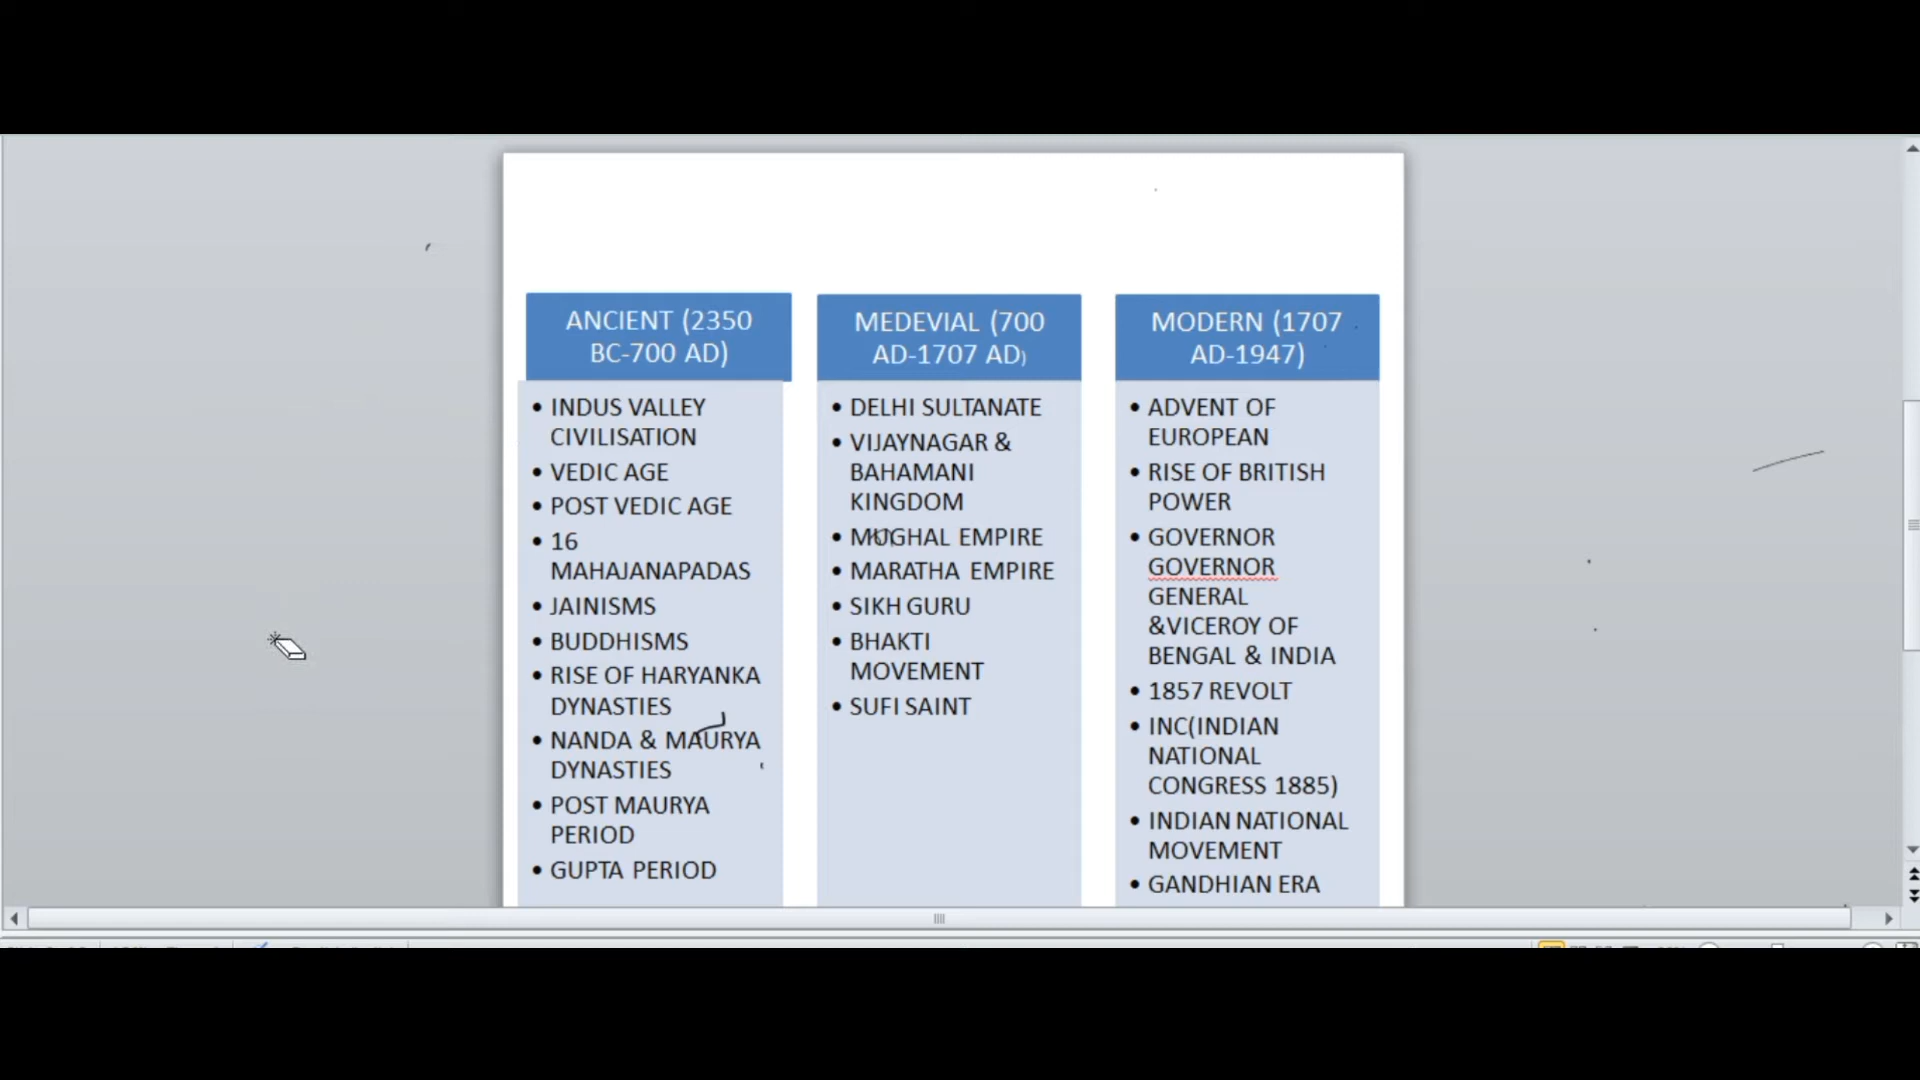 ANCIENT (2350
BC-700 AD)
• INDUS VALLEY
CIVILISATION
• VEDIC AGE
• POST VEDIC AGE
• 16
MAHAJANAPADAS
• JAINISMS
• BUDDHISMS
• RISE OF HARYANKA
DYNASTIES
• NANDA & MAURYA
DYNASTIES
• POST MAURYA
PERIOD
• GUPTA PERIOD
MEDEVIAL (700
AD-1707 AD)
• DELHI SULTANATE
• VIJAYNAGAR &
BAHAMANI
KINGDOM
• MUGHAL EMPIRE
• MARATHA EMPIRE
• SIKH GURU
• BHAKTI
MOVEMENT
• SUFI SAINT
MODERN (1707
AD-1947)
• ADVENT OF
EUROPEAN
• RISE OF BRITISH
POWER
• GOVERNOR
GOVERNOR
GENERAL
&VICEROY OF
BENGAL & INDIA
• 1857 REVOLT
• INC(INDIAN
NATIONAL
CONGRESS 1885)
• INDIAN NATIONAL
MOVEMENT
• GANDHIAN ERA